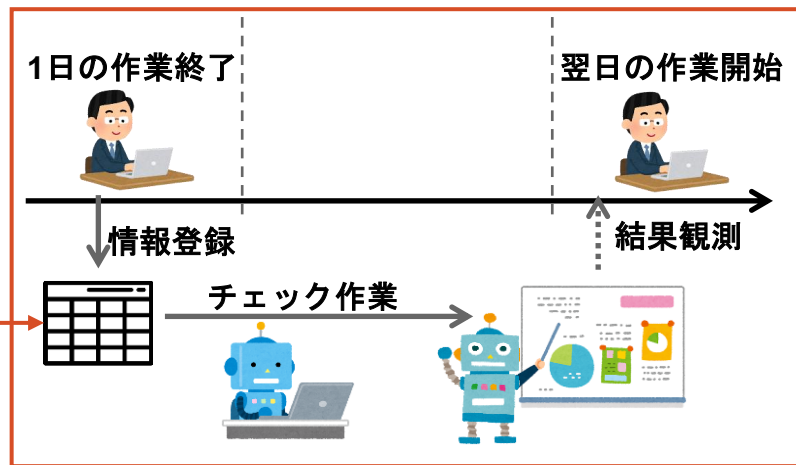 1日の作業終了
翌日の作業開始
情報登録
結果観測
チェック作業